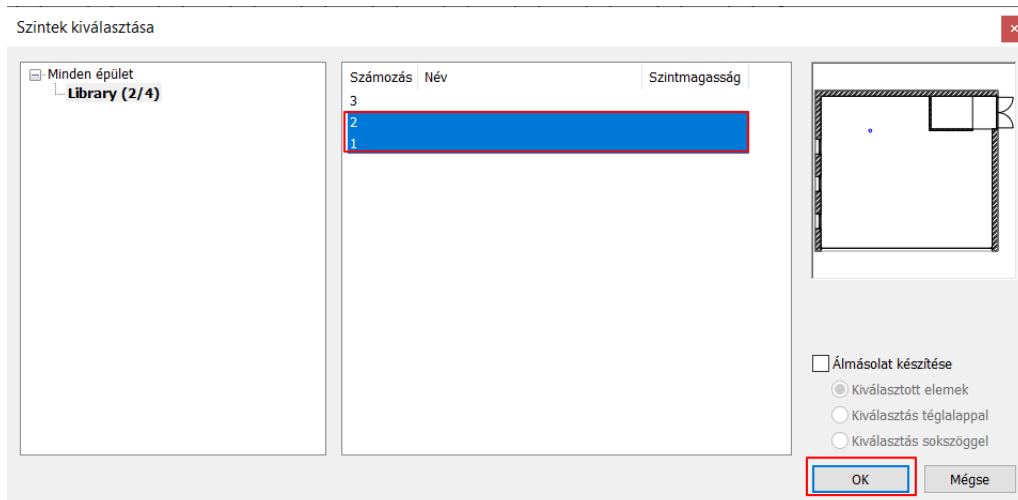 Szintek kiválasztása
Minden épület
Library (2/4)
Számozás Név Szintmagasság
3
2
1
Álmásolat készítése
Kiválasztott elemek
Kiválasztás téglalappal
Kiválasztás sokszöggel
OK Mégse